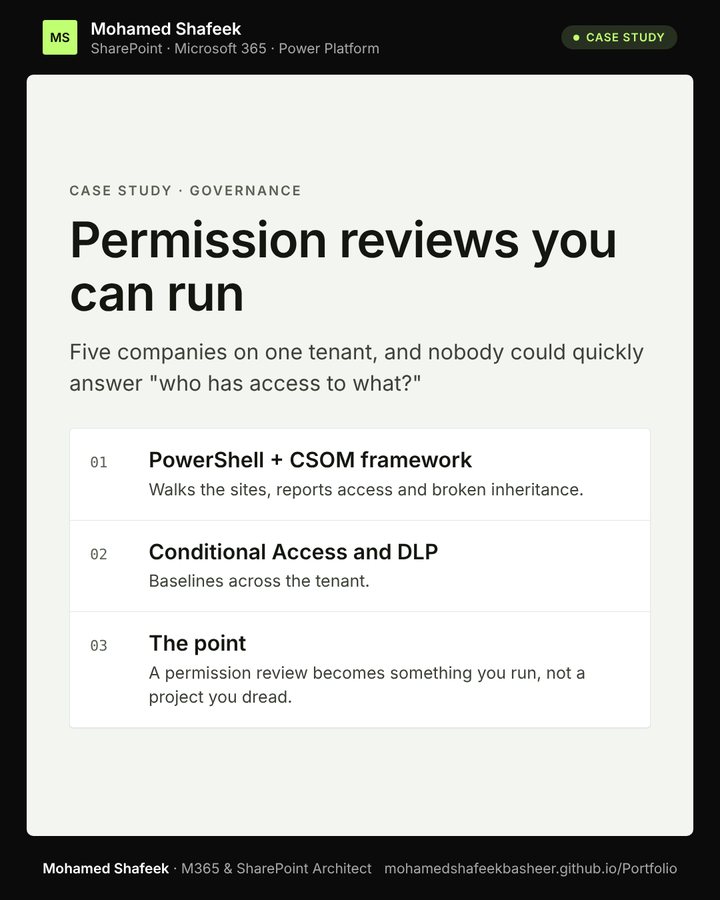 MS
Mohamed Shafeek
SharePoint · Microsoft 365 · Power Platform
CASE STUDY
CASE STUDY · GOVERNANCE
Permission reviews you
can run
Five companies on one tenant, and nobody could quickly
answer "who has access to what?"
01
PowerShell + CSOM framework
Walks the sites, reports access and broken inheritance.
02
Conditional Access and DLP
Baselines across the tenant.
03
The point
A permission review becomes something you run, not a
project you dread.
Mohamed Shafeek · M365 & SharePoint Architect
mohamedshafeekbasheer.github.io/Portfolio